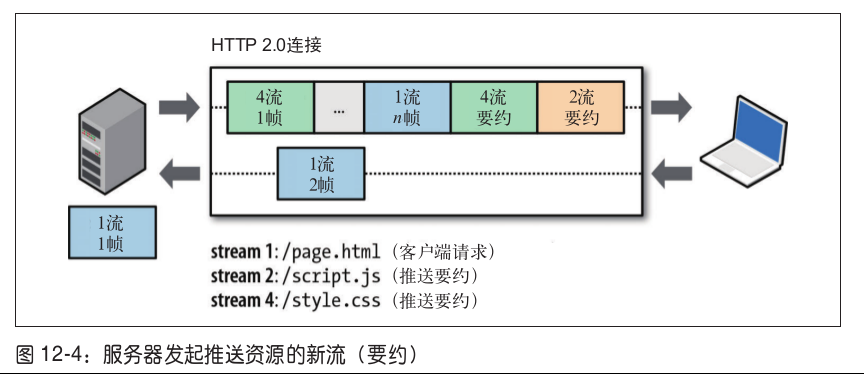 HTTP 2.0连接
4流
1帧
...
1流
n帧
4流
要约
2流
要约
1流
2帧
1流
1帧
stream 1: /page.html（客户端请求）
stream 2: /script.js（推送要约）
stream 4: /style.css（推送要约）
图 12-4：服务器发起推送资源的新流（要约）